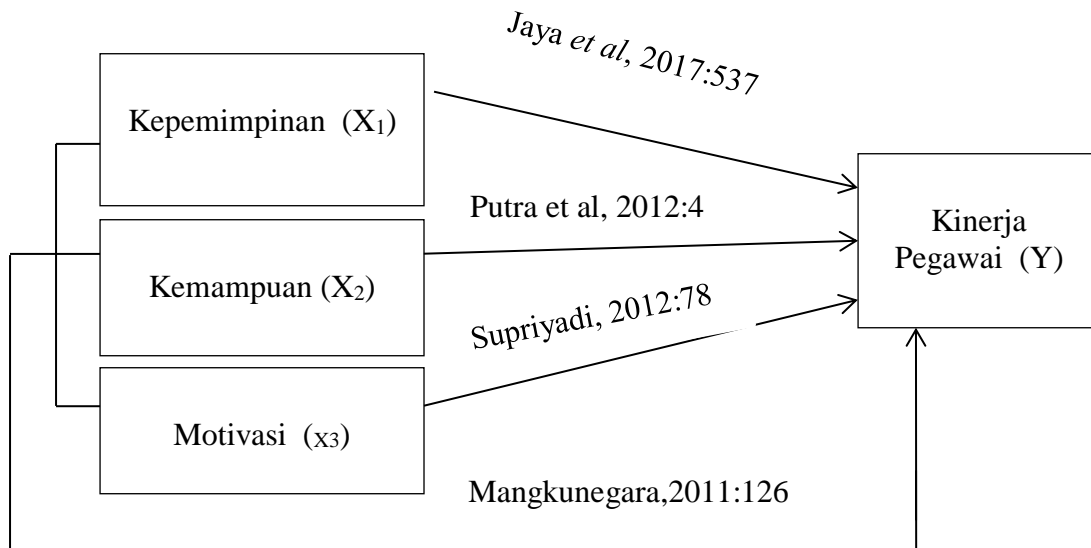 Jaya et al, 2017:537
Kepemimpinan (X₁)
Putra et al, 2012:4
Kinerja
Pegawai (Y)
Kemampuan (X₂)
Supriyadi, 2012:78
Motivasi (x3)
Mangkunegara,2011:126